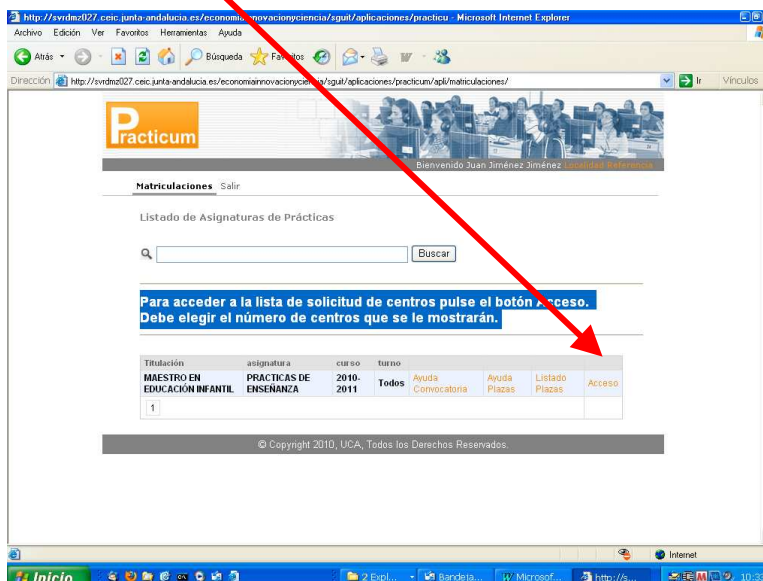 http://svrdmz027.ceic.junta-andalucia.es/economiainnovacionyciencia/sguit/aplicaciones/practicu - Microsoft Internet Explorer
Archivo Edición Ver Favoritos Herramientas Ayuda
Atrás Búsqueda Favoritos
Dirección http://svrdmz027.ceic.junta-andalucia.es/economiainnovacionyciencia/sguit/aplicaciones/practicum/apli/matriculaciones/ Ir Vínculos
Practicum
Bienvenido Juan Jiménez Jiménez Localidad Referencia
Matriculaciones Salir
Listado de Asignaturas de Prácticas
Buscar
Para acceder a la lista de solicitud de centros pulse el botón Acceso.
Debe elegir el número de centros que se le mostrarán.
Titulación asignatura curso turno
MAESTRO EN EDUCACIÓN INFANTIL PRACTICAS DE ENSEÑANZA 2010-2011 Todos Ayuda Convocatoria Ayuda Plazas Listado Plazas Acceso
1
© Copyright 2010, UCA, Todos los Derechos Reservados.
Internet
Inicio 2 Expl... Bandeja... Microsof... http://s...